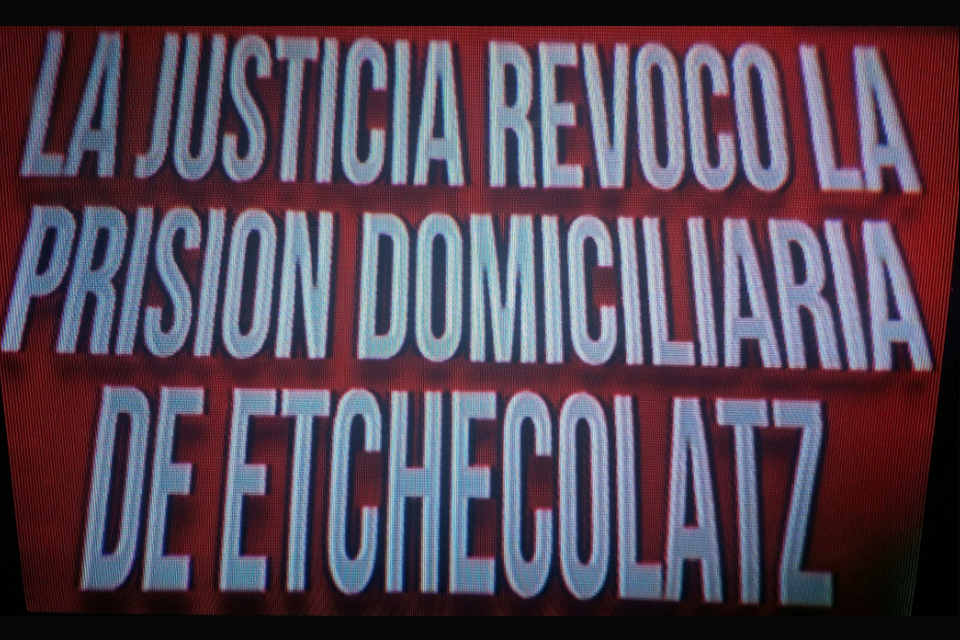 LA JUSTICIA REVOCO LA
PRISION DOMICILIARIA
DE ETCHECOLATZ